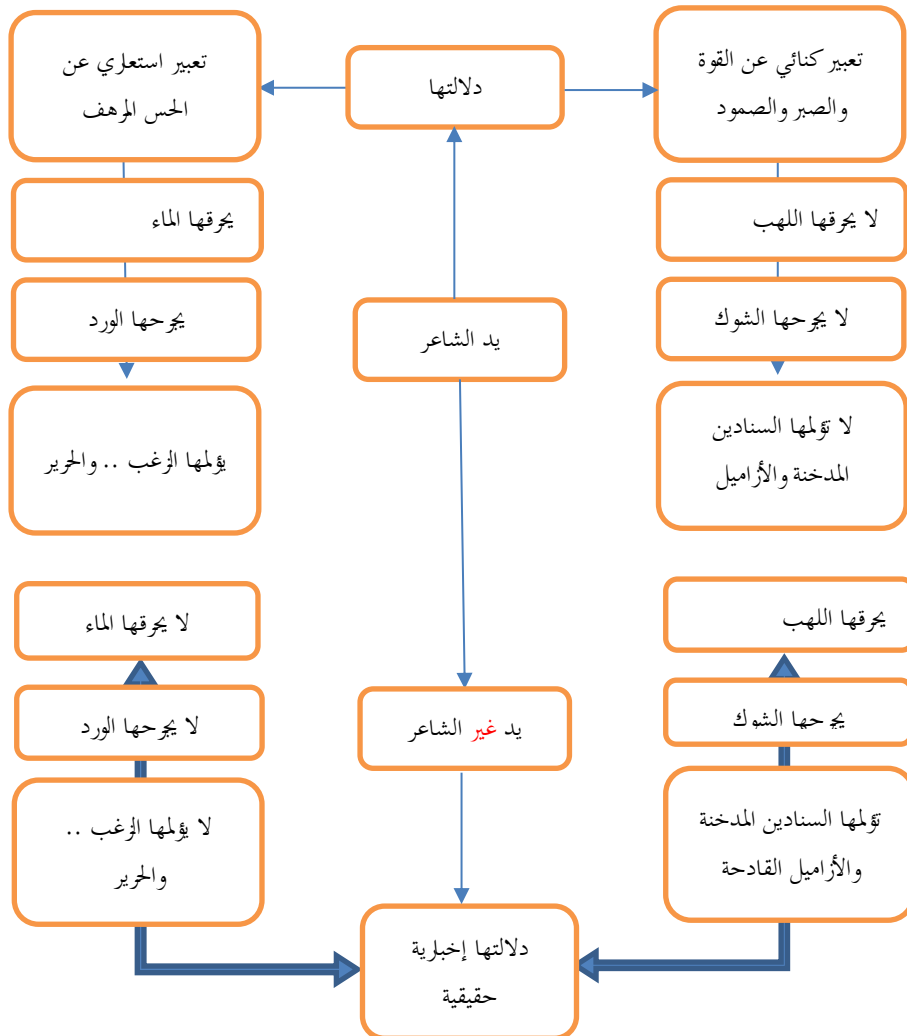 تعبير كنائي عن القوة
والصبر والصمود
دلالتها
تعبير استعاري عن
الحس المرهف
لا يحرقها اللهب
يحرقها الماء
لا يجرحها الشوك
يد الشاعر
يجرحها الورد
لا تؤلمها السنادين
المدخنة والأزاميل
يؤلمها الزغب .. والحرير
يحرقها اللهب
لا يحرقها الماء
يجرحها الشوك
يد غير الشاعر
لا يجرحها الورد
تؤلمها السنادين المدخنة
والأزاميل القادحة
لا يؤلمها الزغب ..
والحرير
دلالتها إخبارية
حقيقية